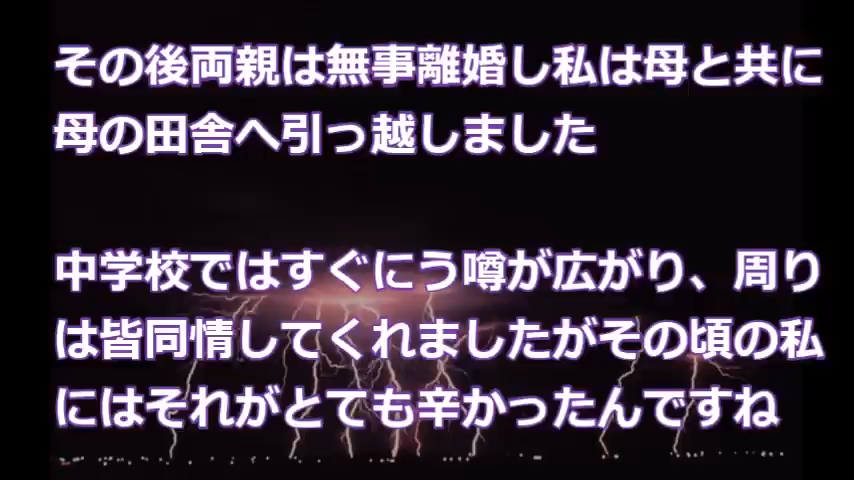 その後両親は無事離婚し私は母と共に
母の田舎へ引っ越しました
中学校ではすぐにう噂が広がり、周り
は皆同情してくれましたがその頃の私
にはそれがとても辛かったんですね